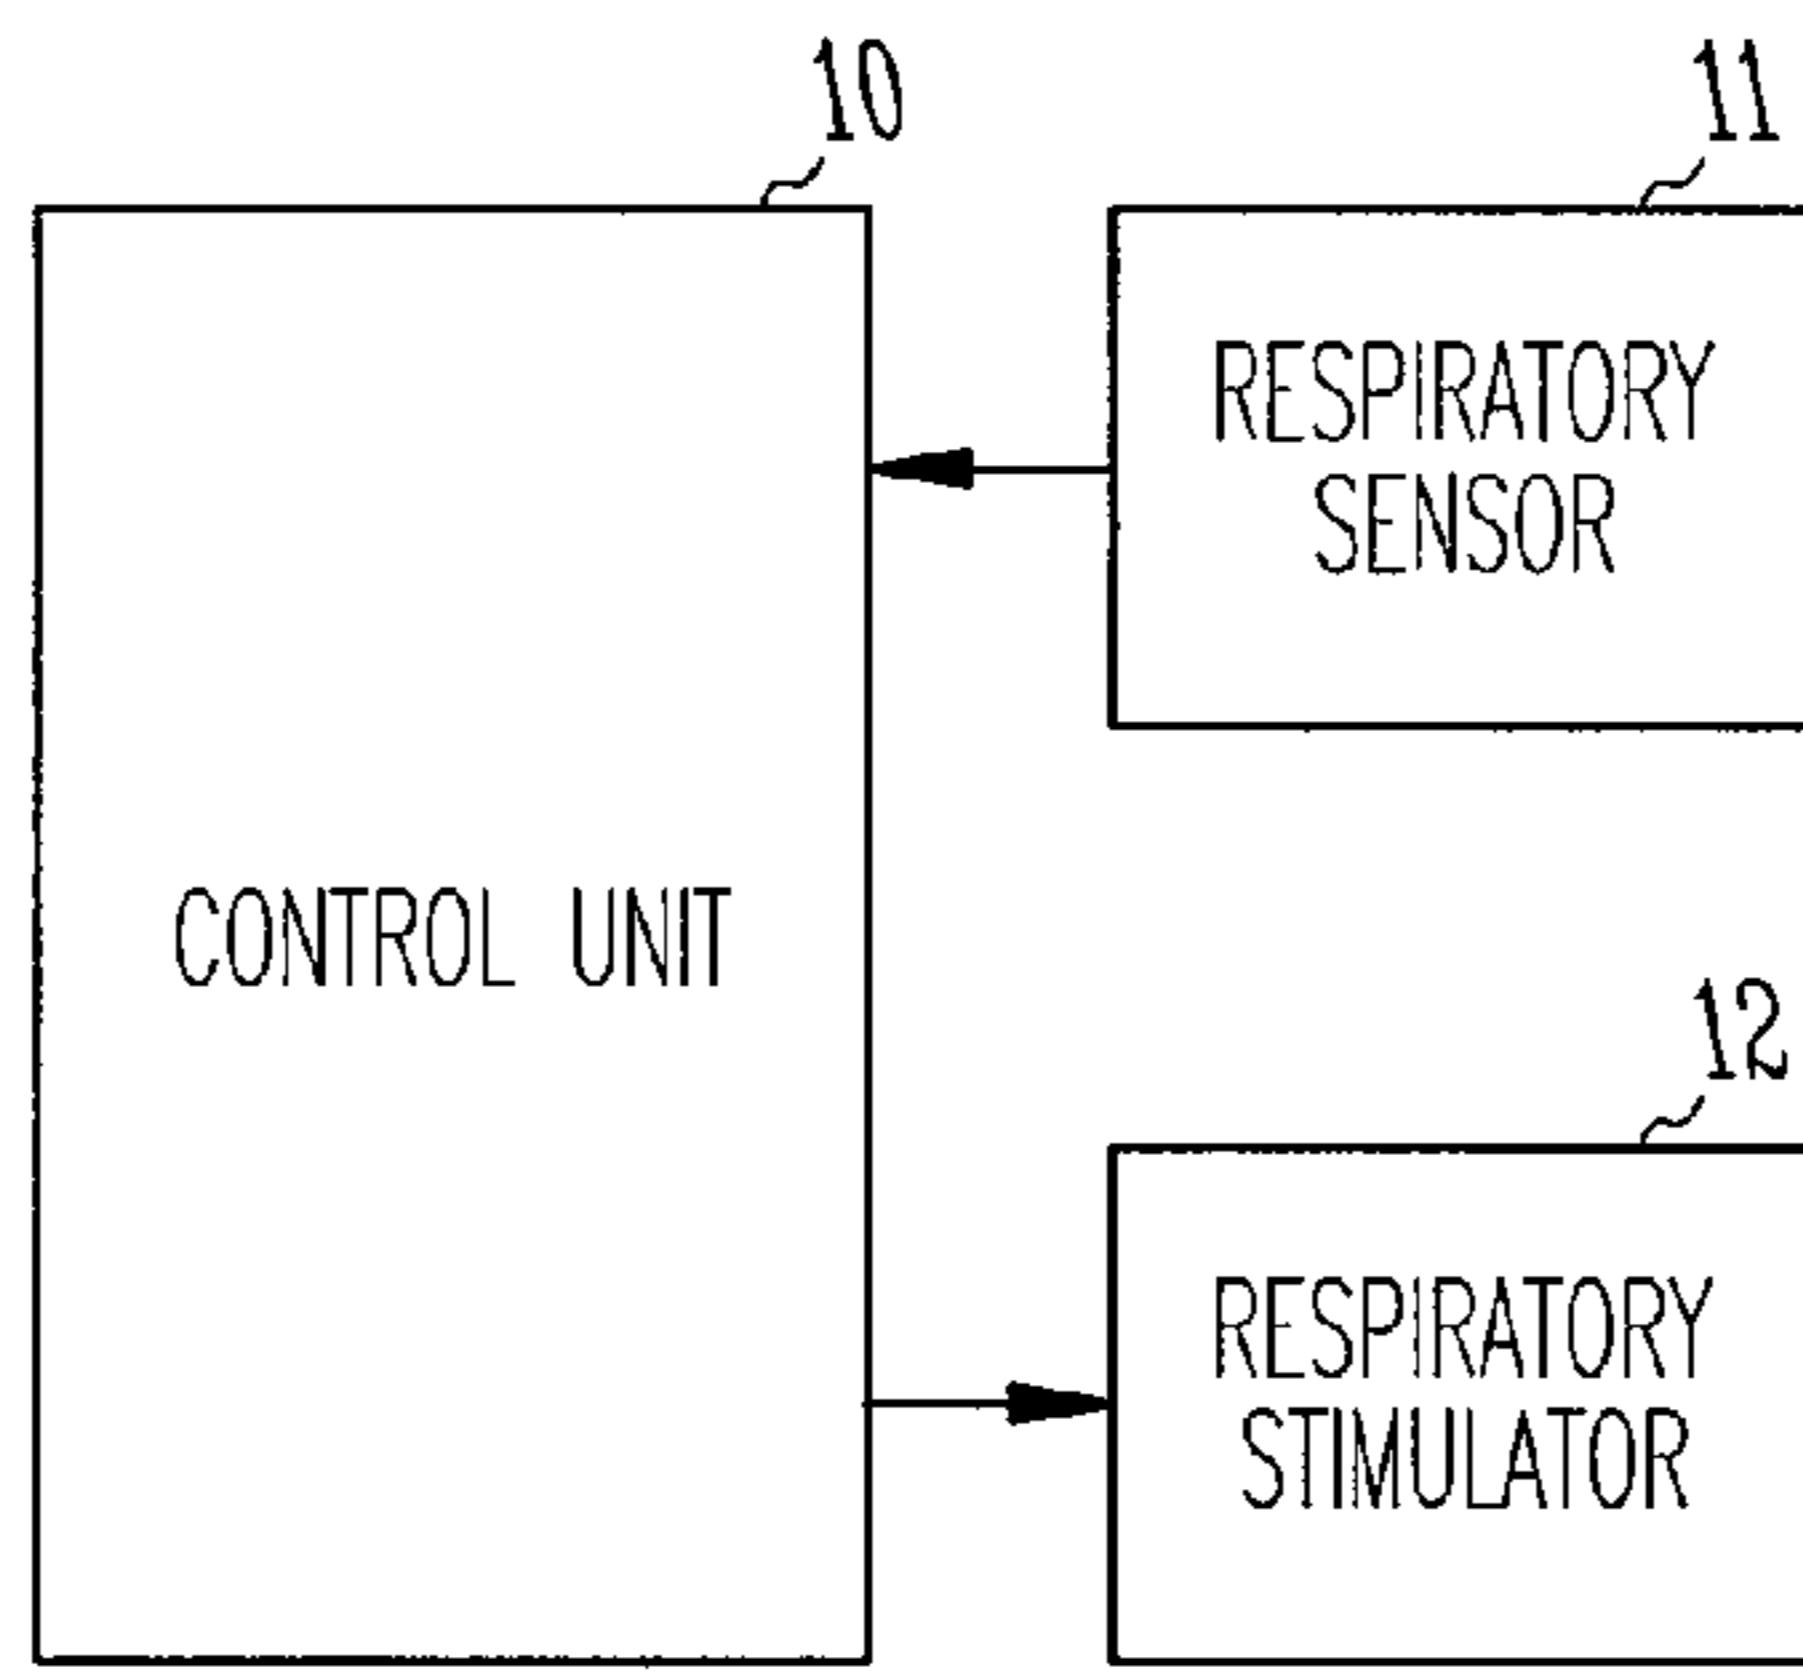 10
11
RESPIRATORY
SENSOR
CONTROL UNIT
12
RESPIRATORY
STIMULATOR